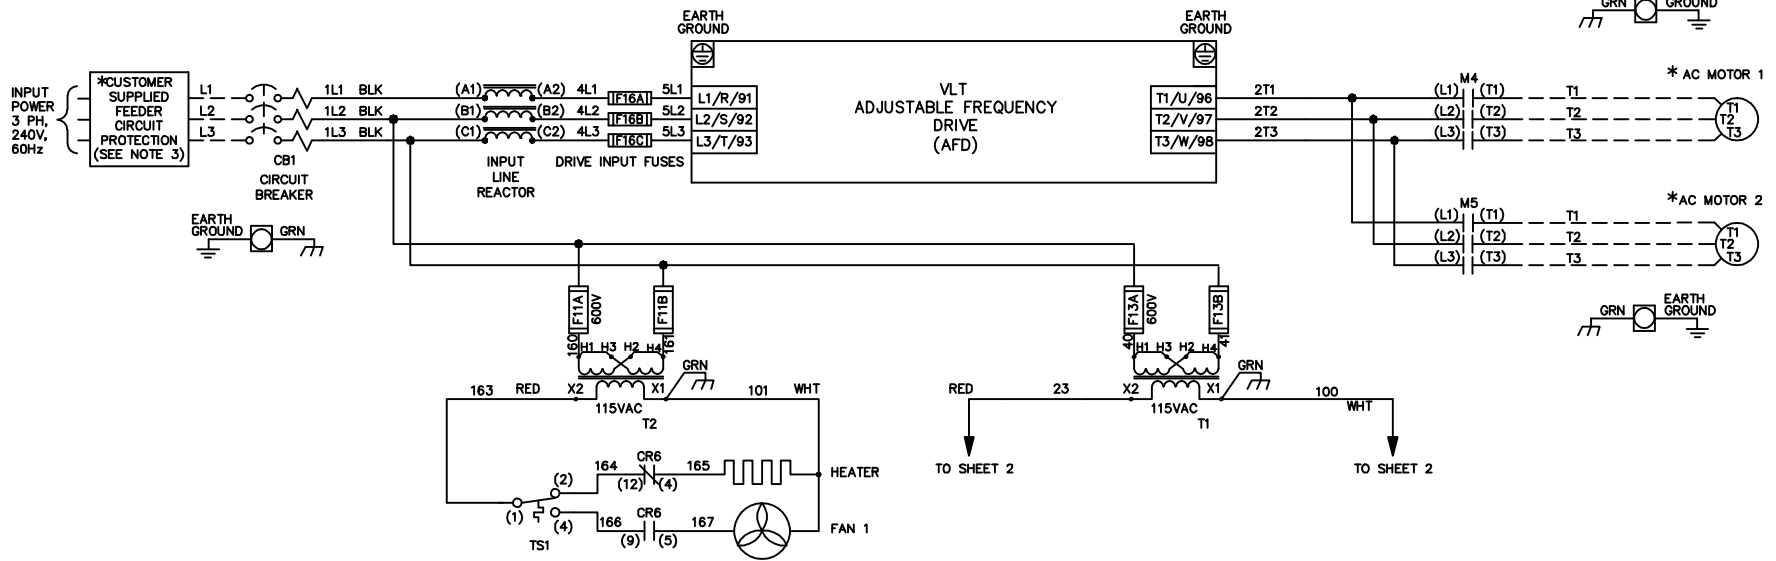 GRN
GROUND
EARTH
GROUND
EARTH
GROUND
INPUT
POWER
3 PH,
240V,
60Hz
*CUSTOMER
SUPPLIED
FEEDER
CIRCUIT
PROTECTION
(SEE NOTE 3)
L1
L2
L3
CB1
CIRCUIT
BREAKER
1L1 BLK
1L2 BLK
1L3 BLK
(A1) (A2)
(B1) (B2)
(C1) (C2)
INPUT
LINE
REACTOR
4L1
4L2
4L3
F16A
F16B
F16C
DRIVE INPUT FUSES
5L1
5L2
5L3
L1/R/91
L2/S/92
L3/T/93
VLT
ADJUSTABLE FREQUENCY
DRIVE
(AFD)
T1/U/96
T2/V/97
T3/W/98
2T1
2T2
2T3
M4
(L1) (T1)
(L2) (T2)
(L3) (T3)
T1
T2
T3
* AC MOTOR 1
T1
T2
T3
M5
(L1) (T1)
(L2) (T2)
(L3) (T3)
T1
T2
T3
*AC MOTOR 2
T1
T2
T3
EARTH
GROUND
GRN
GRN
EARTH
GROUND
F11A
600V
F11B
160
161
H1 H3 H2 H4
GRN
163 RED X2 X1 101 WHT
115VAC
T2
F13A
600V
F13B
40
41
H1 H3 H2 H4
GRN
RED 23 X2 X1 100
WHT
115VAC
T1
TO SHEET 2
TO SHEET 2
(1)
(2)
(4)
TS1
164
CR6
(12) (4)
165
HEATER
166
CR6
(9) (5)
167
FAN 1